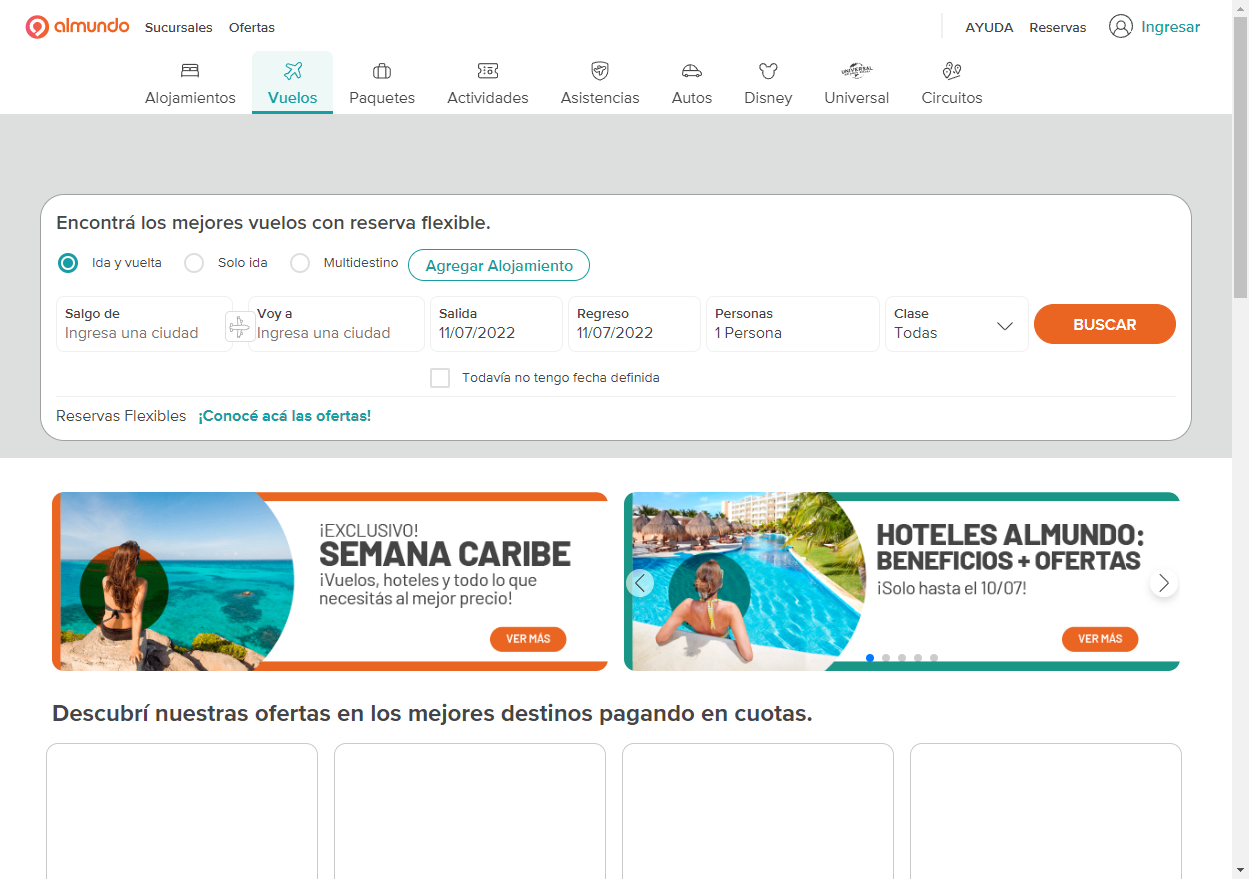 almundo Sucursales Ofertas AYUDA Reservas Ingresar
Alojamientos Vuelos Paquetes Actividades Asistencias Autos Disney Universal Circuitos
UNIVERSAL
Encontrá los mejores vuelos con reserva flexible.
Ida y vuelta Solo ida Multidestino Agregar Alojamiento
Salgo de Voy a Salida Regreso Personas Clase
Ingresa una ciudad Ingresa una ciudad 11/07/2022 11/07/2022 1 Persona Todas
BUSCAR
Todavía no tengo fecha definida
Reservas Flexibles ¡Conocé acá las ofertas!
¡EXCLUSIVO!
SEMANA CARIBE
¡Vuelos, hoteles y todo lo que
necesitás al mejor precio!
VER MÁS
HOTELES ALMUNDO:
BENEFICIOS + OFERTAS
¡Solo hasta el 10/07!
VER MÁS
Descubrí nuestras ofertas en los mejores destinos pagando en cuotas.